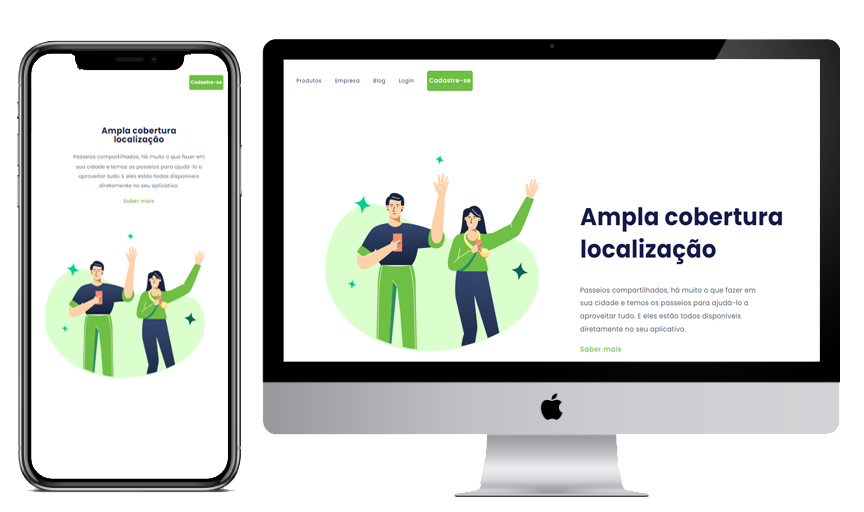 Cadastre-se
Ampla cobertura
localização
Passeios compartilhados, há muito o que fazer em
sua cidade e temos os passeios para ajudá-lo a
aproveitar tudo. E eles estão todos disponíveis
diretamente no seu aplicativo.
Saber mais
Produtos Empresa Blog Login Cadastre-se
Ampla cobertura
localização
Passeios compartilhados, há muito o que fazer em
sua cidade e temos os passeios para ajudá-lo a
aproveitar tudo. E eles estão todos disponíveis
diretamente no seu aplicativo.
Saber mais